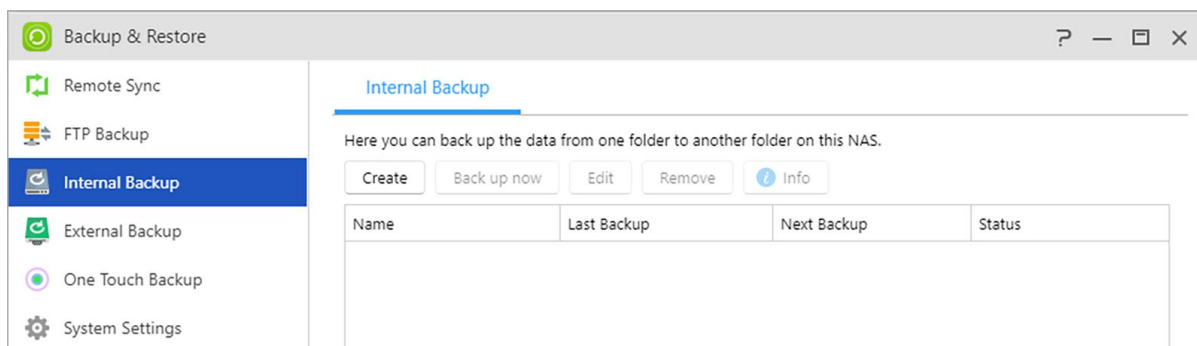 Backup & Restore
Remote Sync
FTP Backup
Internal Backup
External Backup
One Touch Backup
System Settings
Internal Backup
Here you can back up the data from one folder to another folder on this NAS.
Create Back up now Edit Remove Info
Name Last Backup Next Backup Status